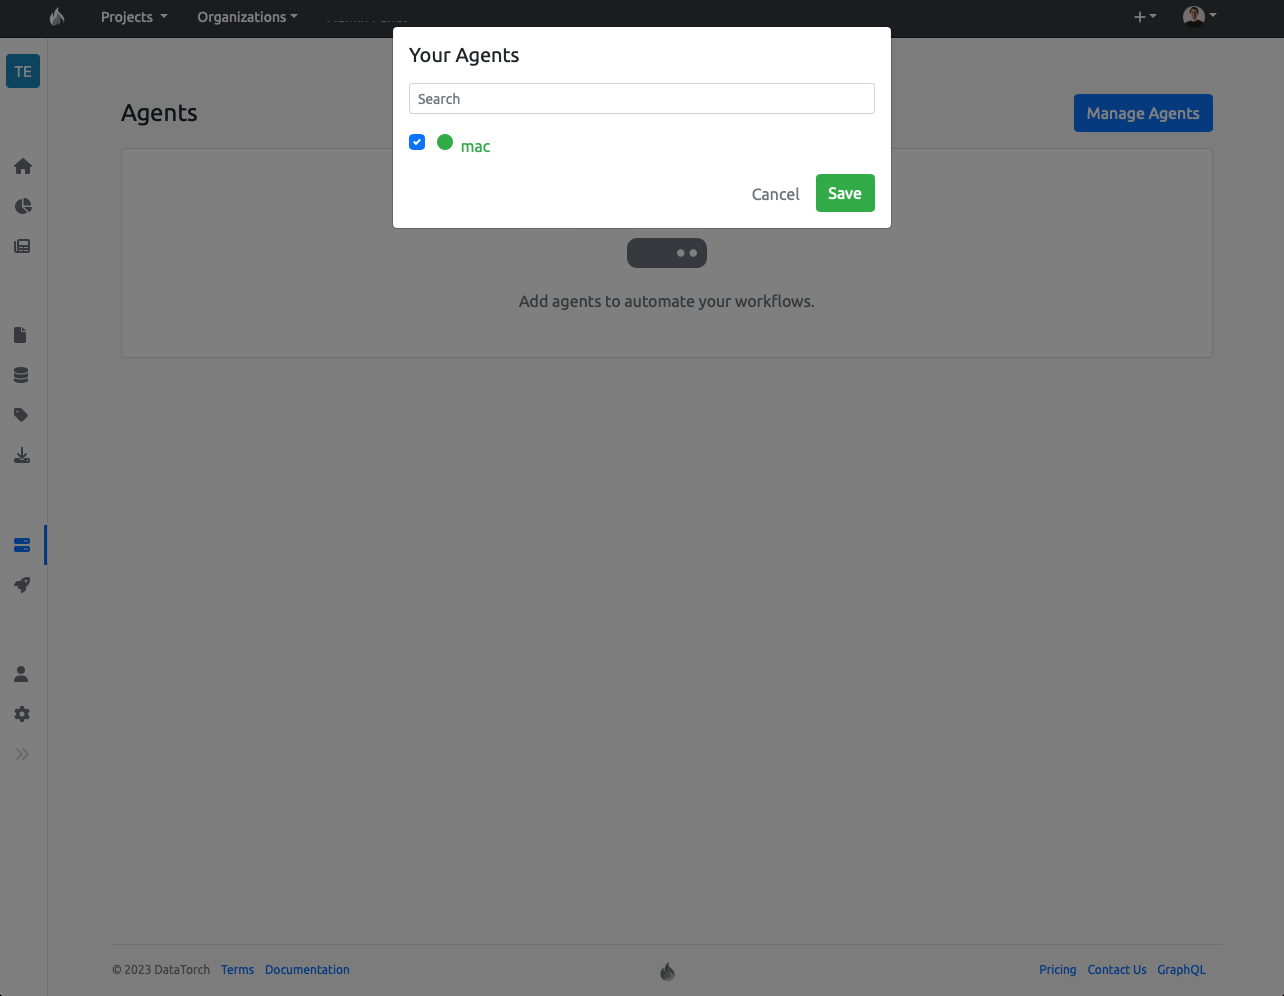 Projects
Organizations
TE
Your Agents
Search
mac
Cancel
Save
Agents
Manage Agents
Add agents to automate your workflows.
© 2023 DataTorch Terms Documentation
Pricing Contact Us GraphQL